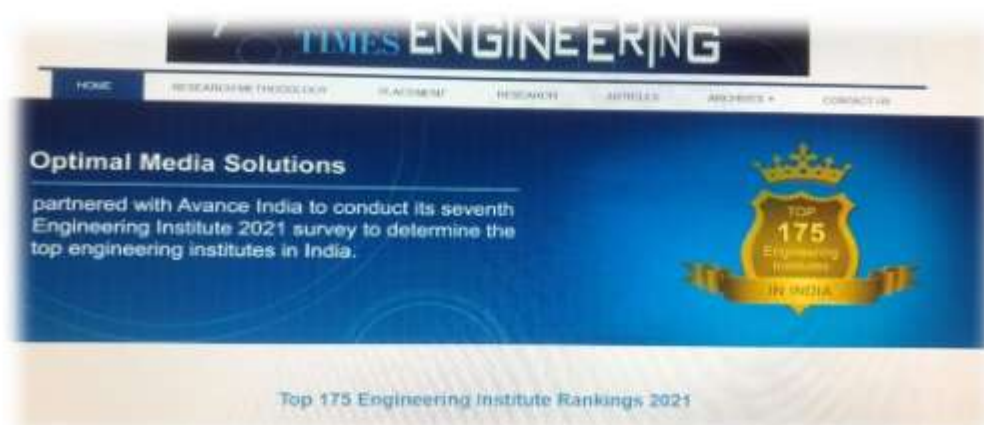 TIMES ENGINEERING
HOME RESEARCH METHODOLOGY PLACEMENT RESEARCH ARTICLES ARCHIVES CONTACT US
Optimal Media Solutions
partnered with Avance India to conduct its seventh
Engineering Institute 2021 survey to determine the
top engineering institutes in India.
TOP
175
Engineering
Institutes
IN INDIA
Top 175 Engineering Institute Rankings 2021